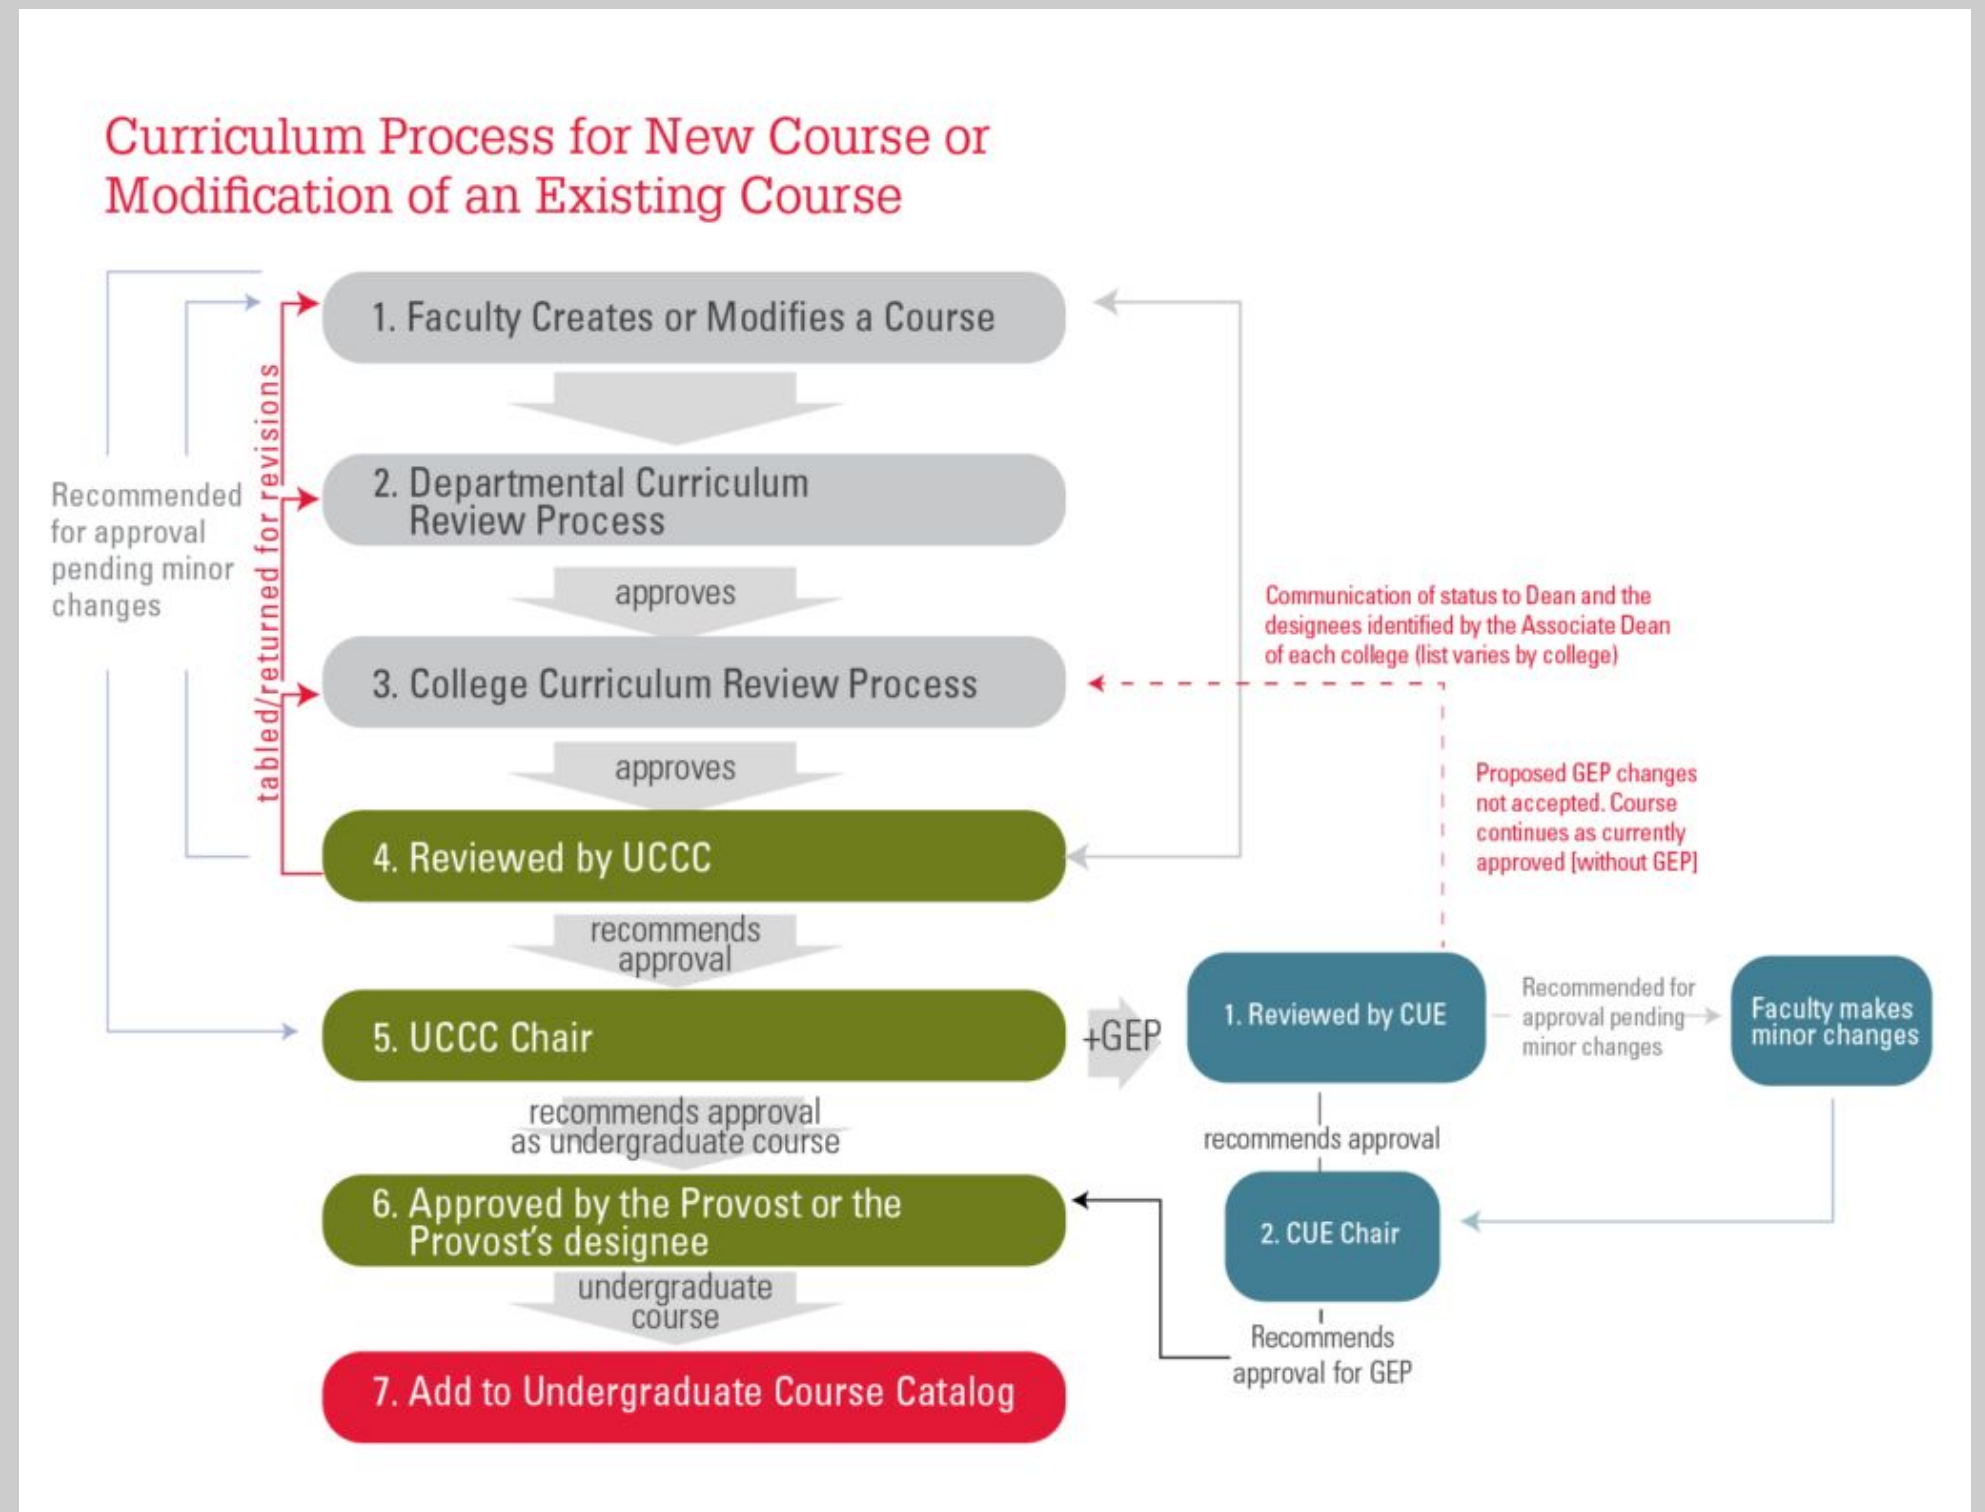 Curriculum Process for New Course or
Modification of an Existing Course
1. Faculty Creates or Modifies a Course
2. Departmental Curriculum
Review Process
Recommended
for approval
pending minor
changes
tabled/returned for revisions
approves
Communication of status to Dean and the
designees identified by the Associate Dean
of each college (list varies by college)
3. College Curriculum Review Process
approves
Proposed GEP changes
not accepted. Course
continues as currently
approved [without GEP]
4. Reviewed by UCCC
recommends
approval
5. UCCC Chair
+GEP
1. Reviewed by CUE
Recommended for
approval pending
minor changes
Faculty makes
minor changes
recommends approval
as undergraduate course
recommends approval
6. Approved by the Provost or the
Provost's designee
2. CUE Chair
undergraduate
course
Recommends
approval for GEP
7. Add to Undergraduate Course Catalog